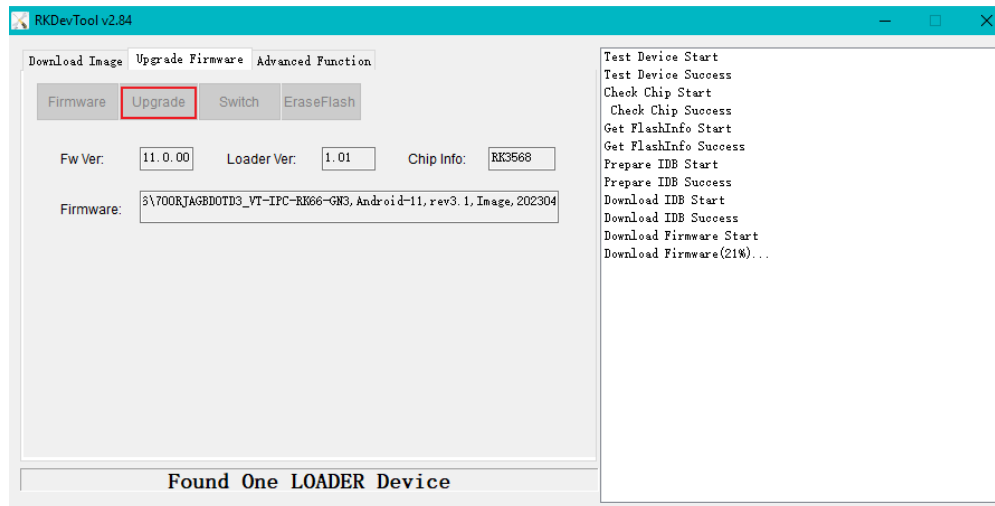 RKDevTool v2.84
Download Image Upgrade Firmware Advanced Function
Firmware Upgrade Switch EraseFlash
Fw Ver: 11.0.00 Loader Ver: 1.01 Chip Info: RK3568
Firmware: 6\700RJAGBDOTD3_VT-IPC-RK66-GN3,Android-11,rev3.1,Image,202304
Found One LOADER Device
Test Device Start
Test Device Success
Check Chip Start
Check Chip Success
Get FlashInfo Start
Get FlashInfo Success
Prepare IDB Start
Prepare IDB Success
Download IDB Start
Download IDB Success
Download Firmware Start
Download Firmware(21%)...